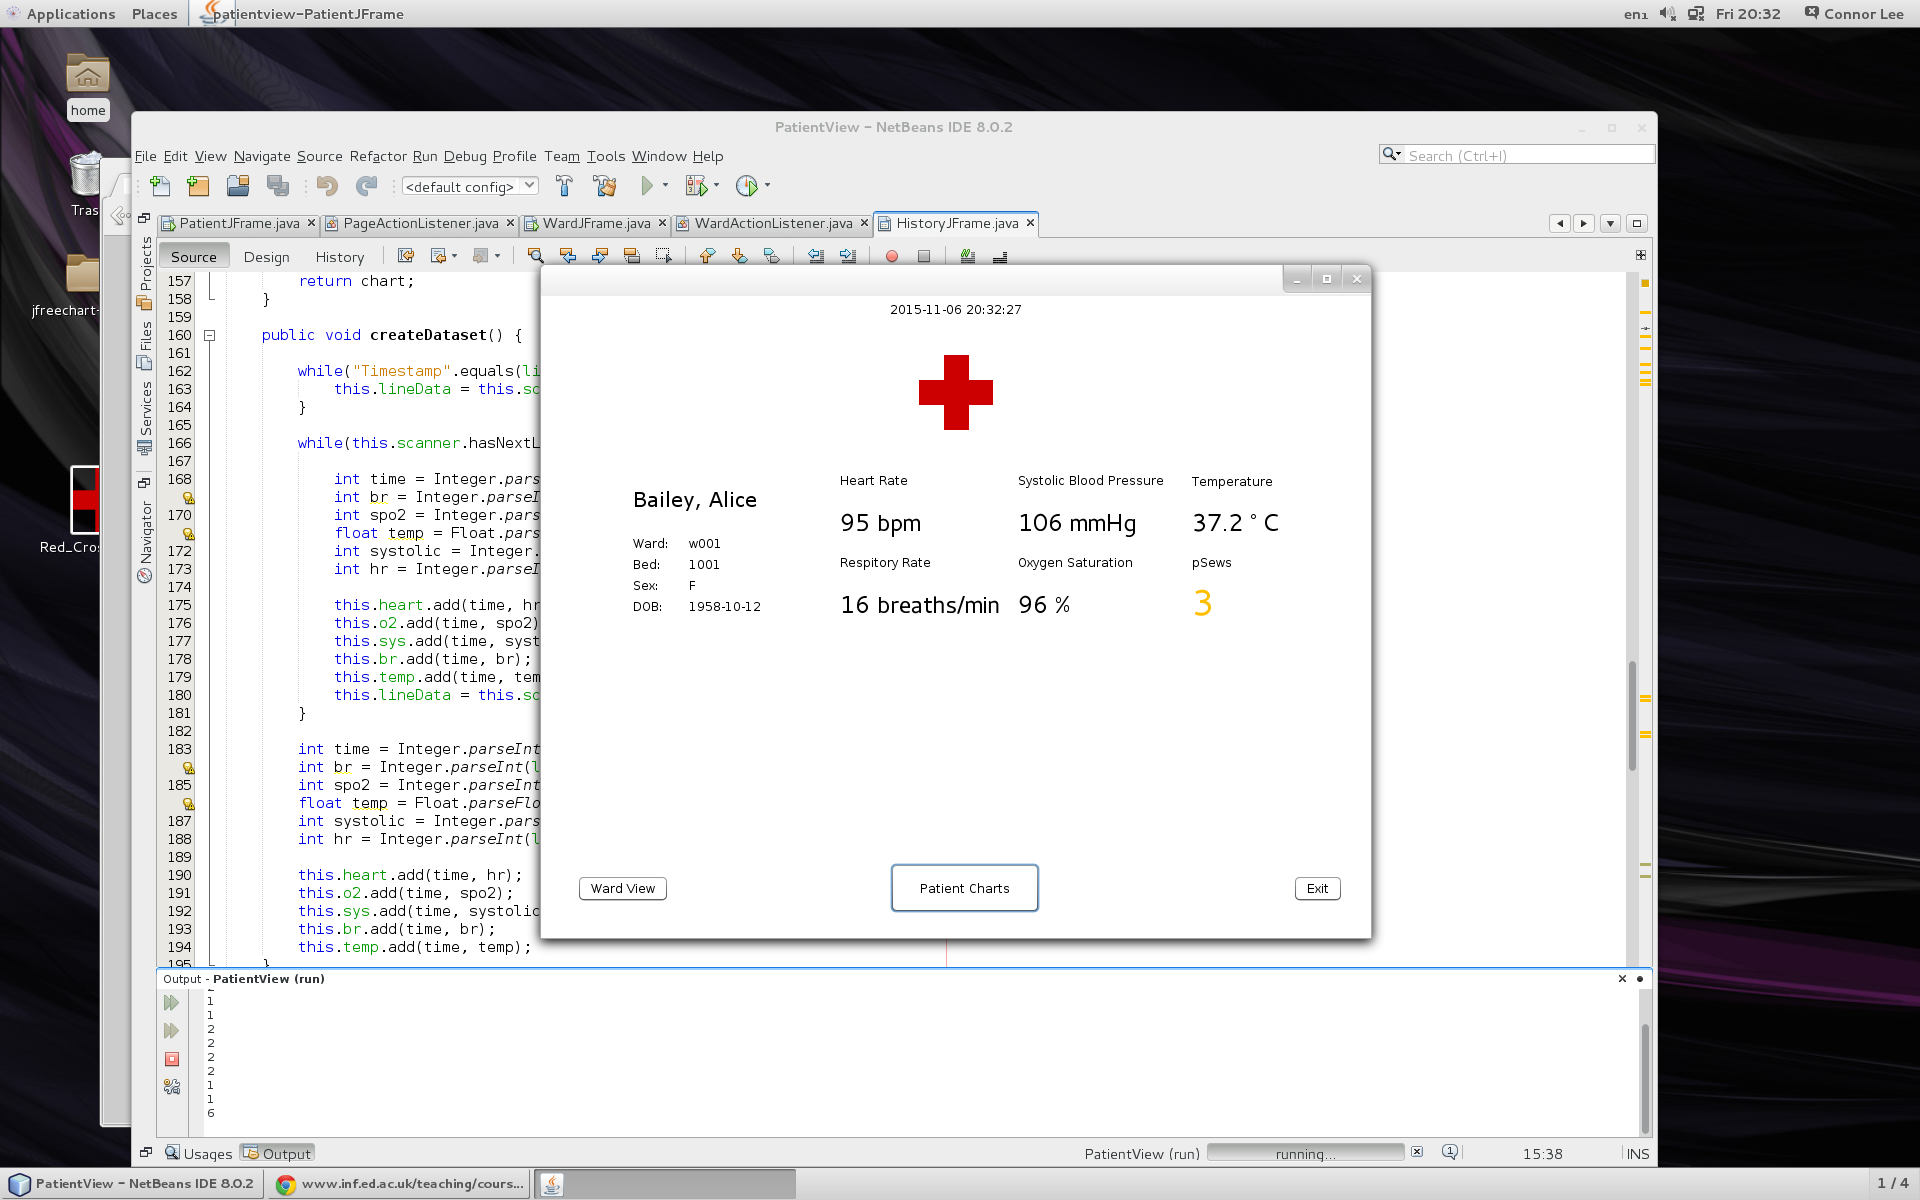 Applications Places patientview-PatientJFrame en1 Fri 20:32 Connor Lee
home
Tras
jfreechart-
Red_Cros
PatientView - NetBeans IDE 8.0.2
File Edit View Navigate Source Refactor Run Debug Profile Team Tools Window Help
Search (Ctrl+I)
<default config>
PatientJFrame.java PageActionListener.java WardJFrame.java WardActionListener.java HistoryJFrame.java
Source Design History
Projects
Files
Services
Navigator
157 return chart;
158 }
159
160 public void createDataset() {
161
162 while("Timestamp".equals(li
163 this.lineData = this.sc
164 }
165
166 while(this.scanner.hasNextL
167
168 int time = Integer.pars
int br = Integer.parseI
170 int spo2 = Integer.pars
float temp = Float.pars
172 int systolic = Integer.
173 int hr = Integer.parseI
174
175 this.heart.add(time, hr
176 this.o2.add(time, spo2)
177 this.sys.add(time, syst
178 this.br.add(time, br);
179 this.temp.add(time, tem
180 this.lineData = this.sc
181 }
182
183 int time = Integer.parseInt
int br = Integer.parseInt(l
185 int spo2 = Integer.parseInt
float temp = Float.parseFlo
187 int systolic = Integer.pars
188 int hr = Integer.parseInt(l
189
190 this.heart.add(time, hr);
191 this.o2.add(time, spo2);
192 this.sys.add(time, systolic
193 this.br.add(time, br);
194 this.temp.add(time, temp);
195 }
2015-11-06 20:32:27
Bailey, Alice
Ward: w001
Bed: 1001
Sex: F
DOB: 1958-10-12
Heart Rate Systolic Blood Pressure Temperature
95 bpm 106 mmHg 37.2 ° C
Respitory Rate Oxygen Saturation pSews
16 breaths/min 96 % 3
Ward View Patient Charts Exit
Output - PatientView (run)
1
1
2
2
2
2
1
1
6
Usages Output PatientView (run) running... 15:38 INS
PatientView - NetBeans IDE 8.0.2 www.inf.ed.ac.uk/teaching/cours... 1 / 4